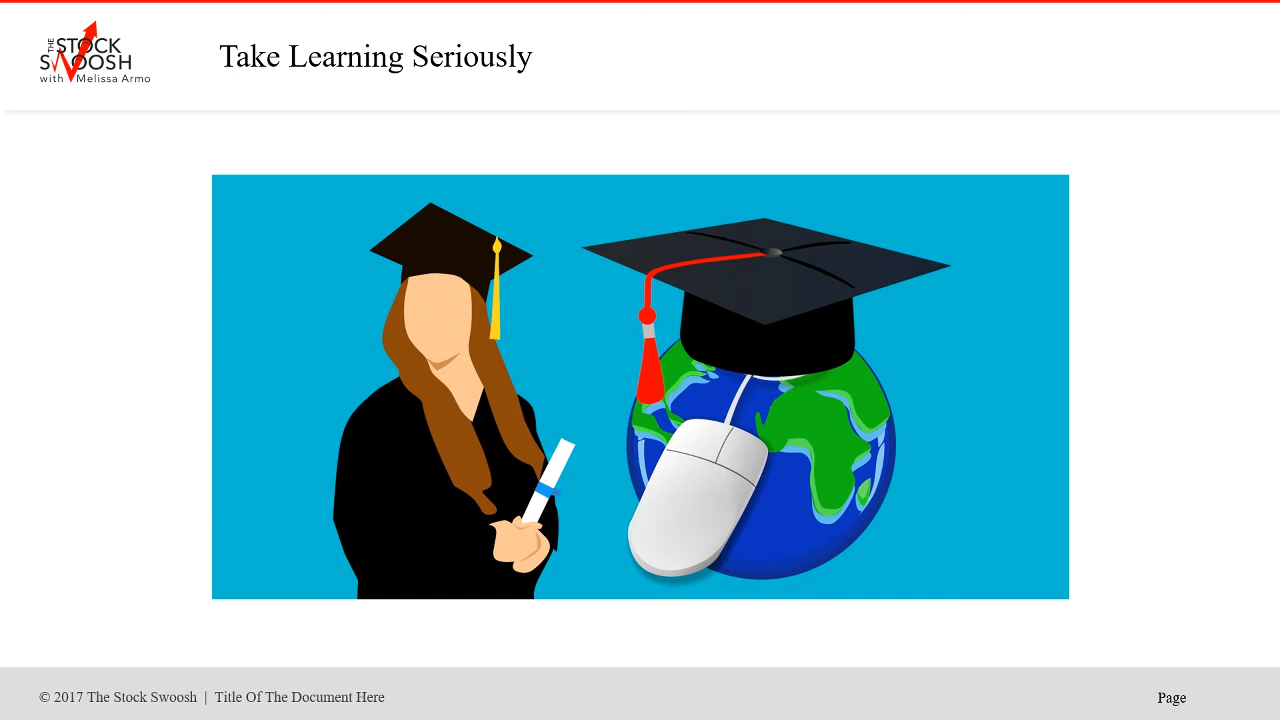 THE STOCK
SWOOSH
with Melissa Armo
Take Learning Seriously
© 2017 The Stock Swoosh | Title Of The Document Here
Page